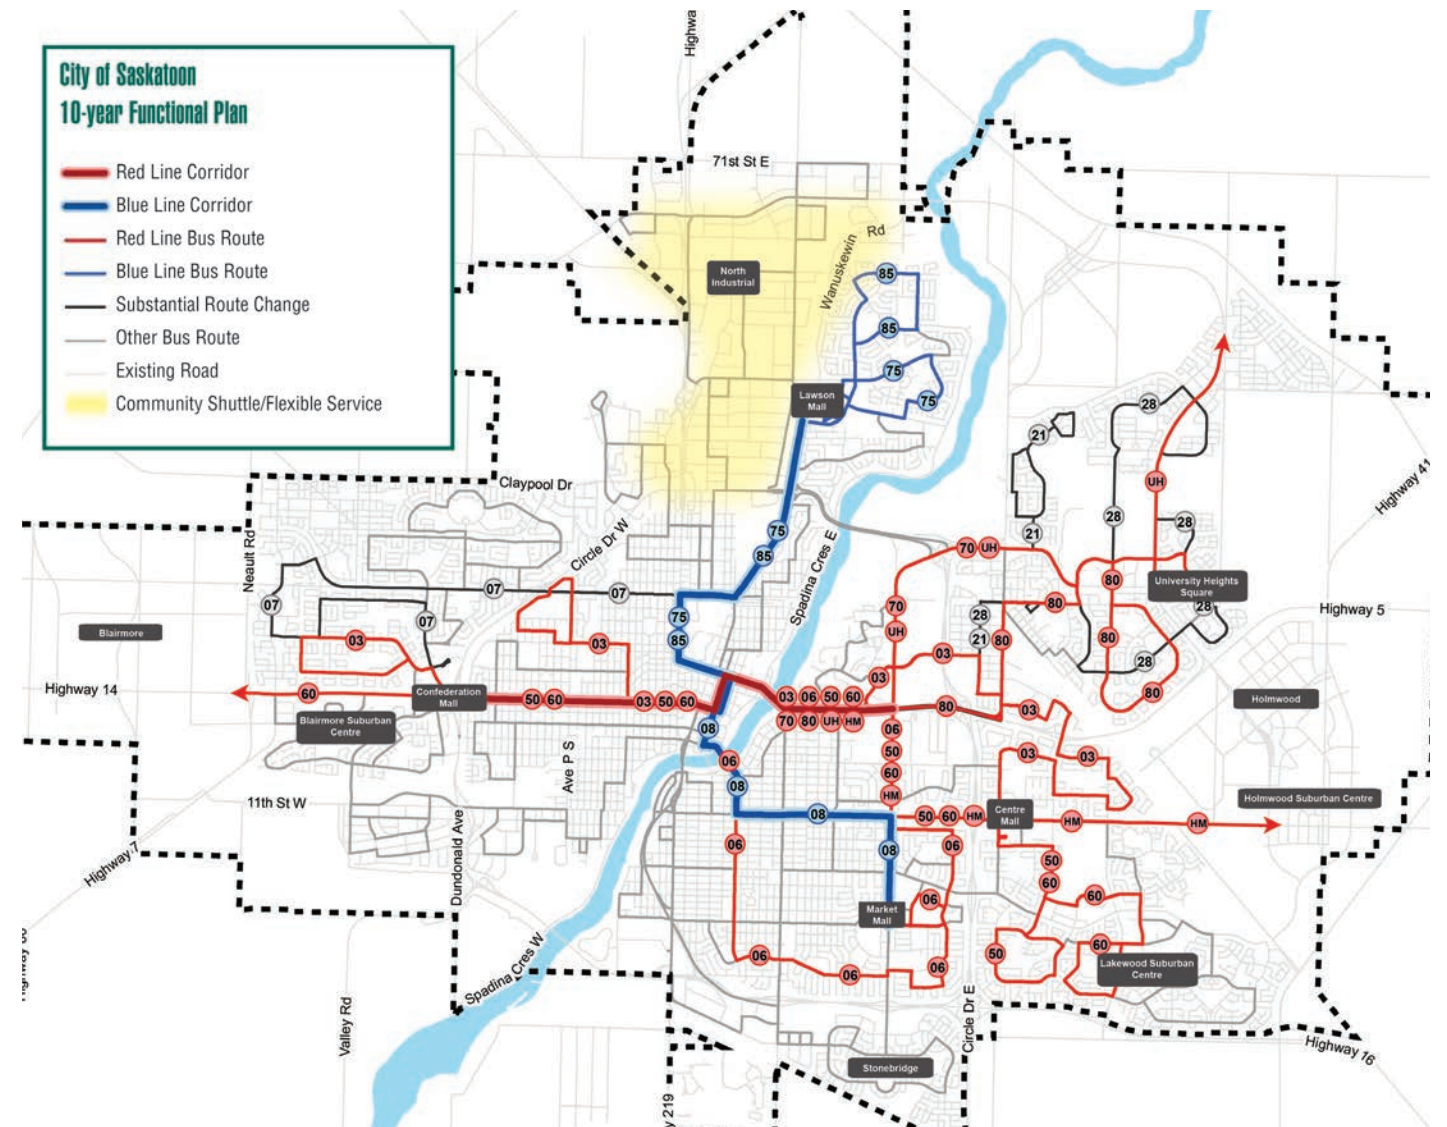 City of Saskatoon
10-year Functional Plan
Red Line Corridor
Blue Line Corridor
Red Line Bus Route
Blue Line Bus Route
Substantial Route Change
Other Bus Route
Existing Road
Community Shuttle/Flexible Service
Highwa
71st St E
Wanuskewin Rd
North
Industrial
85
85
75
75
Lawson
Mall
28
21
UH
Highway 41
Claypool Dr
Circle Dr W
Neault Rd
75
85
Spadina Cres E
28
21
28
70 UH
80
University Heights
Square
07
07
07
07
75
85
70
UH
28
21
80
80
80
28
28
80
Highway 5
Blairmore
03
03
03
03
Highway 14
60
Confederation
Mall
50 60
03 50 60
03 06 50 60
70 80 UH HM
80
03
Holmwood
Blairmore Suburban
Centre
08
06
06
50
60
HM
03
03
Ave P S
08
11th St W
08
50 60 HM
Centre
Mall
HM
HM
Holmwood Suburban Centre
Highway 7
Dundonald Ave
06
08
06
50
60
60
06
Market
Mall
06
06
06
50
60
Lakewood Suburban
Centre
Spadina Cres W
Valley Rd
Circle Dr E
Highway 16
Stonebridge
219